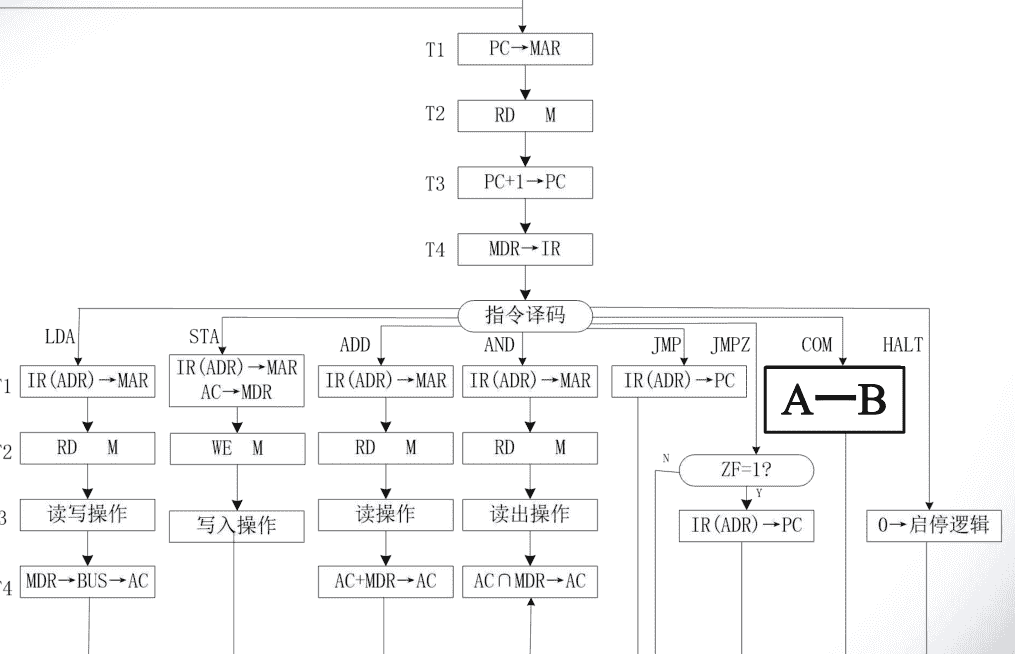 T1
PC→MAR
T2
RD M
T3
PC+1→PC
T4
MDR→IR
指令译码
LDA
STA
ADD
AND
JMP
JMPZ
COM
HALT
T1
IR(ADR)→MAR
IR(ADR)→MAR
AC→MDR
IR(ADR)→MAR
IR(ADR)→MAR
IR(ADR)→PC
A—B
T2
RD M
WE M
RD M
RD M
N
ZF=1?
Y
3
读写操作
写入操作
读操作
读出操作
IR(ADR)→PC
0→启停逻辑
T4
MDR→BUS→AC
AC+MDR→AC
AC∩MDR→AC